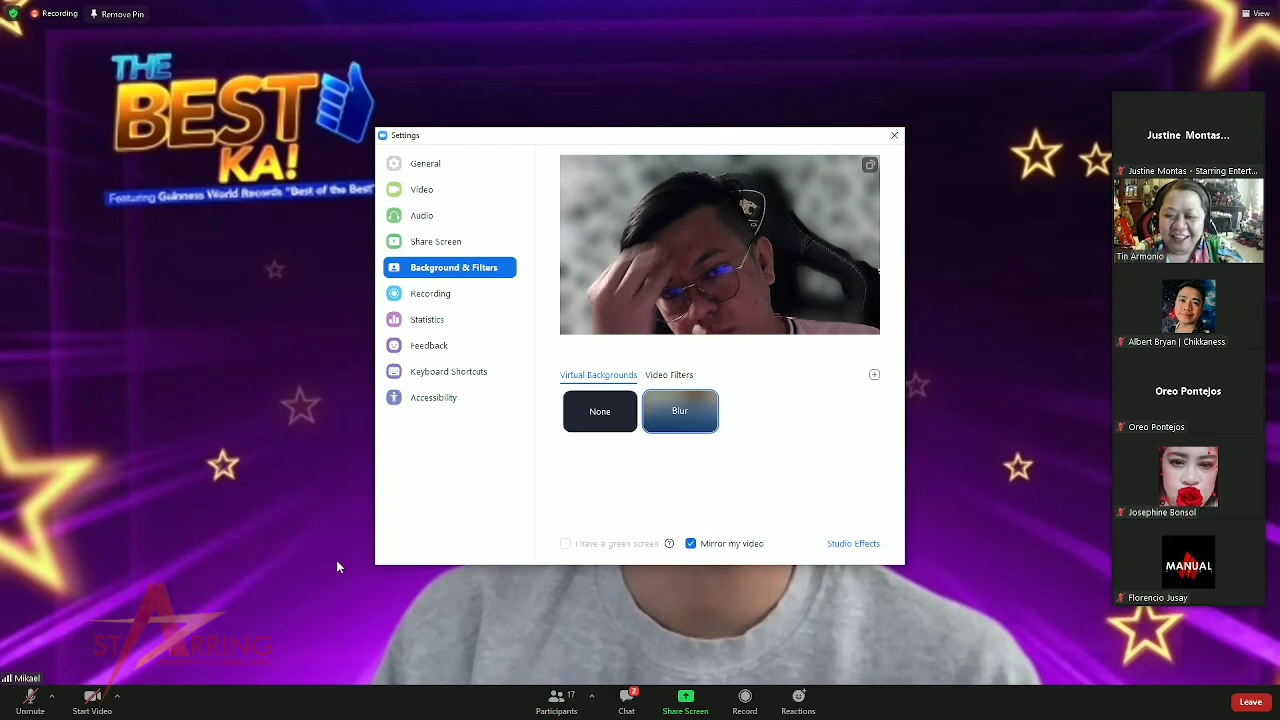 Recording
Remove Pin
View
THE
BEST
KA!
Featuring Guinness World Records "Best of the Best"
Settings
General
Video
Audio
Share Screen
Background & Filters
Recording
Statistics
Feedback
Keyboard Shortcuts
Accessibility
Virtual Backgrounds
Video Filters
None
Blur
I have a green screen
Mirror my video
Studio Effects
Justine Montas...
Justine Montas - Starring Entert...
Tin Armonio
Albert Bryan | Chikkaness
Oreo Pontejos
Oreo Pontejos
Josephine Bonsol
MANUAL
Florencio Jusay
STARRING
Mikael
Unmute
Start Video
17
Participants
2
Chat
Share Screen
Record
Reactions
Leave